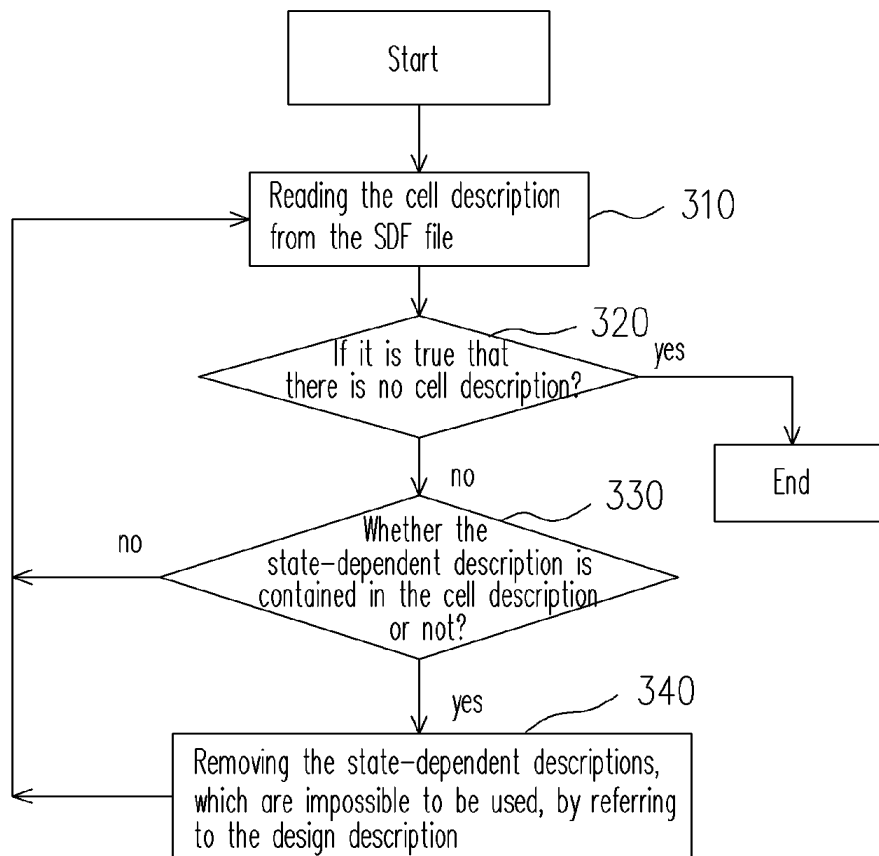 Start
Reading the cell description
from the SDF file
310
320
If it is true that
there is no cell description?
yes
no
End
330
Whether the
state-dependent description is
contained in the cell description
or not?
no
yes
340
Removing the state-dependent descriptions,
which are impossible to be used, by referring
to the design description